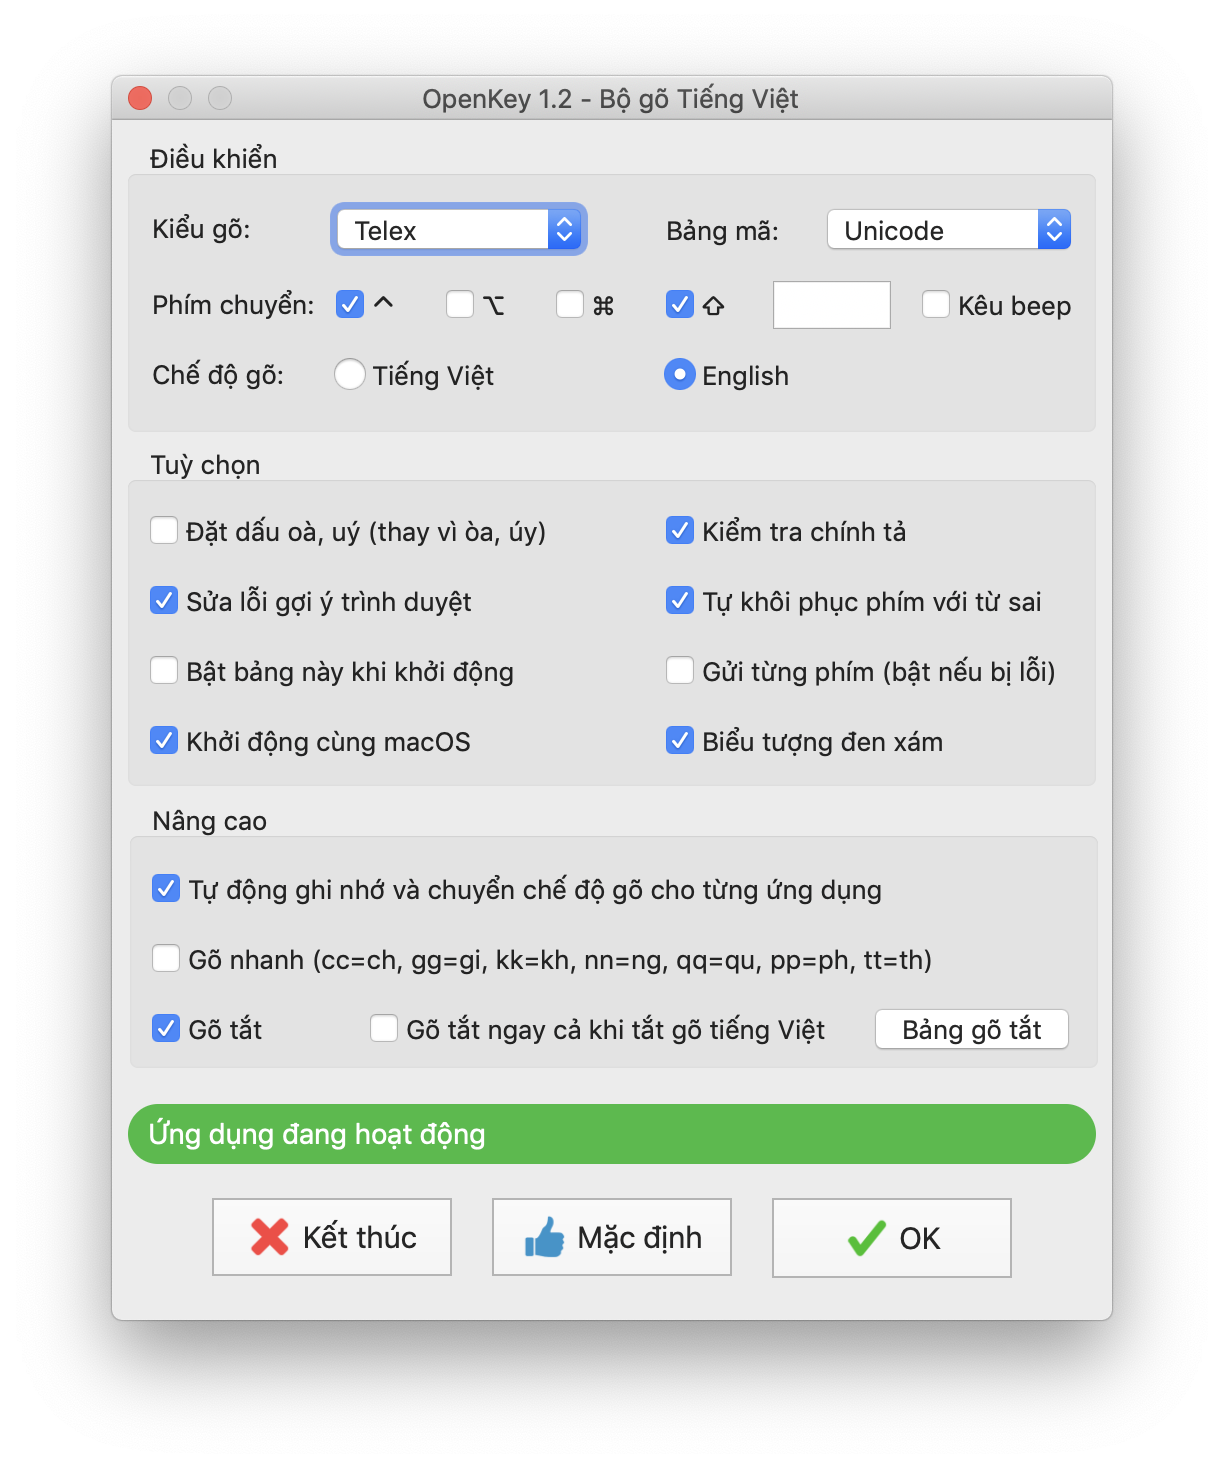 OpenKey 1.2 - Bộ gõ Tiếng Việt
Điều khiển
Kiểu gõ: Telex Bảng mã: Unicode
Phím chuyển: ^ ⌥ ⌘ ⇧ Kêu beep
Chế độ gõ: Tiếng Việt English
Tuỳ chọn
Đặt dấu oà, uý (thay vì òa, úy) Kiểm tra chính tả
Sửa lỗi gợi ý trình duyệt Tự khôi phục phím với từ sai
Bật bảng này khi khởi động Gửi từng phím (bật nếu bị lỗi)
Khởi động cùng macOS Biểu tượng đen xám
Nâng cao
Tự động ghi nhớ và chuyển chế độ gõ cho từng ứng dụng
Gõ nhanh (cc=ch, gg=gi, kk=kh, nn=ng, qq=qu, pp=ph, tt=th)
Gõ tắt Gõ tắt ngay cả khi tắt gõ tiếng Việt Bảng gõ tắt
Ứng dụng đang hoạt động
Kết thúc Mặc định OK